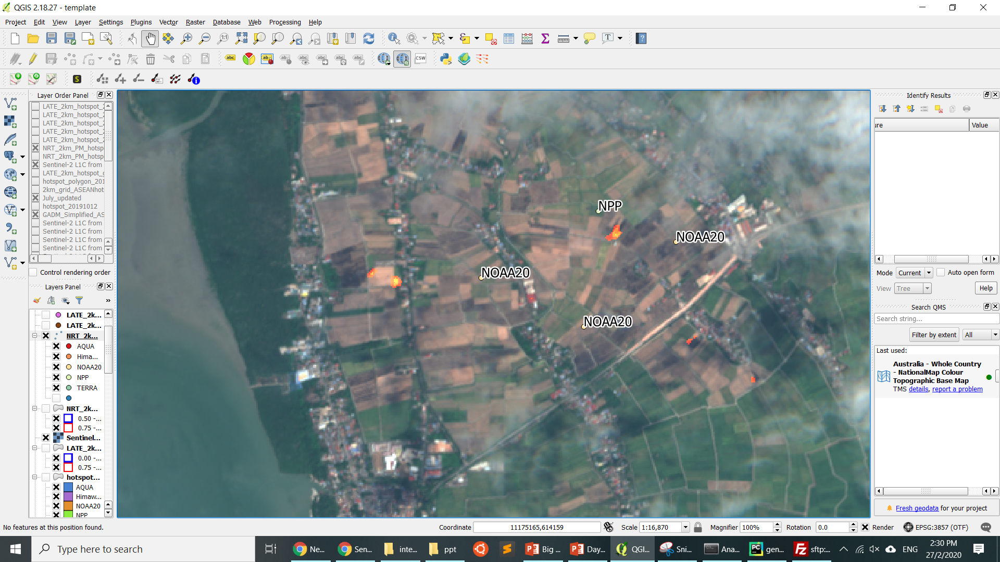 QGIS 2.18.27 - template
Project Edit View Layer Settings Plugins Vector Raster Database Web Processing Help
Layer Order Panel
LATE_2km_hotspot_2
LATE_2km_hotspot_2
LATE_2km_hotspot_2
LATE_2km_hotspot_2
LATE_2km_hotspot_2
NRT_2km_PM_hotsp
NRT_2km_PM_hotsp
Sentinel-2 L1C from
LATE_2km_hotspot_g
hotspot_polygon_201
2km_grid_ASEANhot
July_updated
hotspot_20191012
GADM_Simplified_AS
Sentinel-2 L1C from
Sentinel-2 L1C from
Sentinel-2 L1C from
Sentinel-2 L1C from
Control rendering order
Layers Panel
LATE_2k...
LATE_2k...
NRT_2k...
AQUA
Hima...
NOAA20
NPP
TERRA
NRT_2k...
0.50 -...
0.75 -...
Sentinel...
LATE_2k...
0.00 -...
0.75 -...
hotspot...
AQUA
Himaw...
NOAA20
NPP
NPP
NOAA20
NOAA20
NOAA20
Identify Results
ure Value
Mode Current Auto open form
View Tree Help
Search QMS
Search string...
Filter by extent All
Last used:
Australia - Whole Country
- NationalMap Colour
Topographic Base Map
TMS details, report a problem
Fresh geodata for your project
No features at this position found.
Coordinate 11175165,614159 Scale 1:16,870 Magnifier 100% Rotation 0.0 Render EPSG:3857 (OTF)
Type here to search
Ne... Sen... inte... ppt Big ... Day... QGI... Sni... Ana... gen... sftp:... ENG
2:30 PM
27/2/2020